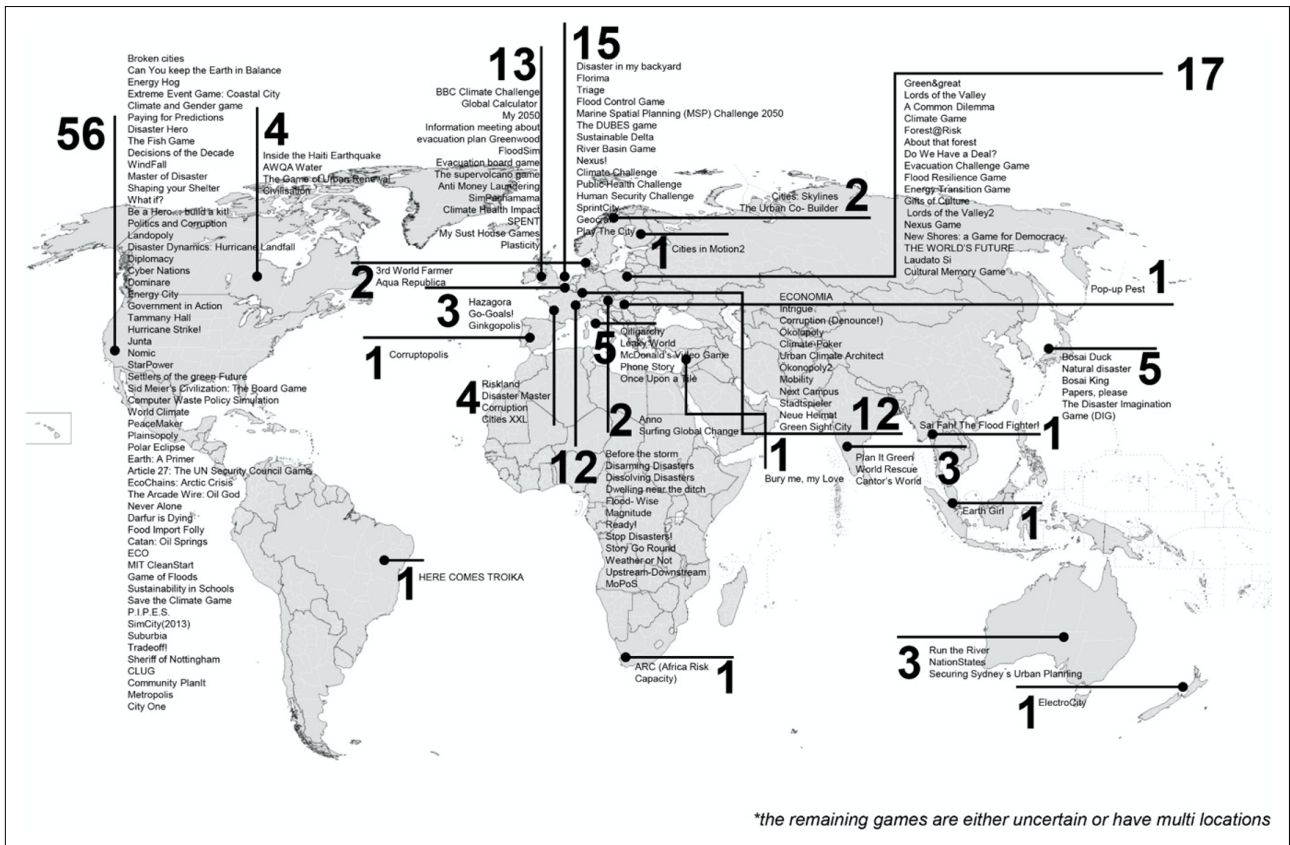 56
Broken cities
Can You keep the Earth in Balance
Energy Hog
Extreme Event Game: Coastal City
Climate and Gender game
Paying for Predictions
Disaster Hero
The Fish Game
Decisions of the Decade
WindFall
Master of Disaster
Shaping your Shelter
What if?
Be a Hero... build a kit!
Politics and Corruption
Landopoly
Disaster Dynamics: Hurricane Landfall
Diplomacy
Cyber Nations
Dominare
Energy City
Government in Action
Tammany Hall
Hurricane Strike!
Junta
Nomic
StarPower
Settlers of the green Future
Sid Meier's Civilization: The Board Game
Computer Waste Policy Simulation
World Climate
PeaceMaker
Plainsopoly
Polar Eclipse
Earth: A Primer
Article 27: The UN Security Council Game
EcoChains: Arctic Crisis
The Arcade Wire: Oil God
Never Alone
Darfur is Dying
Food Import Folly
Catan: Oil Springs
ECO
MIT CleanStart
Game of Floods
Sustainability in Schools
Save the Climate Game
P.I.P.E.S.
SimCity(2013)
Suburbia
Tradeoff!
Sheriff of Nottingham
CLUG
Community PlanIt
Metropolis
City One
4
Inside the Haiti Earthquake
AWQA Water
The Game of Urban Renewal
Civilisation
13
BBC Climate Challenge
Global Calculator
My 2050
Information meeting about
evacuation plan Greenwood
FloodSim
Evacuation board game
The supervolcano game
Anti Money Laundering
SimPachamama
Climate Health Impact
SPENT
My Sust House Games
Plasticity
15
Disaster in my backyard
Florima
Triage
Flood Control Game
Marine Spatial Planning (MSP) Challenge 2050
The DUBES game
Sustainable Delta
River Basin Game
Nexus!
Climate Challenge
Public Health Challenge
Human Security Challenge
SprintCity
Play The City
17
Green&great
Lords of the Valley
A Common Dilemma
Climate Game
Forest@Risk
About that forest
Do We Have a Deal?
Evacuation Challenge Game
Flood Resilience Game
Energy Transition Game
Gifts of Culture
Lords of the Valley2
Nexus Game
New Shores: a Game for Democracy
THE WORLD'S FUTURE
Laudato Si
Cultural Memory Game
2
Cities: Skylines
The Urban Co- Builder
1
Cities in Motion2
2
3rd World Farmer
Aqua Republica
3
Hazagora
Go-Goals!
Ginkgopolis
1
Corruptopolis
4
Riskland
Disaster Master
Corruption
Cities XXL
5
Oiligarchy
Leaky World
McDonald's Video Game
Phone Story
Once Upon a Tile
2
Anno
Surfing Global Change
12
Before the storm
Disarming Disasters
Dissolving Disasters
Dwelling near the ditch
Flood- Wise
Magnitude
Ready!
Stop Disasters!
Story Go Round
Weather or Not
Upstream-Downstream
MoPoS
ECONOMIA
Intrigue
Corruption (Denounce!)
Okolopoly
Climate-Poker
Urban Climate Architect
Okonopoly2
Mobility
Next Campus
Stadtspieler
Neue Heimat
Green Sight City
12
1
Pop-up Pest
5
Bosai Duck
Natural disaster
Bosai King
Papers, please
The Disaster Imagination
Game (DIG)
1
Sai Fah! The Flood Fighter!
1
Bury me, my Love
3
Plan It Green
World Rescue
Cantor's World
1
Earth Girl
1
HERE COMES TROIKA
1
ARC (Africa Risk
Capacity)
3
Run the River
NationStates
Securing Sydney´s Urban Planning
1
ElectroCity
*the remaining games are either uncertain or have multi locations